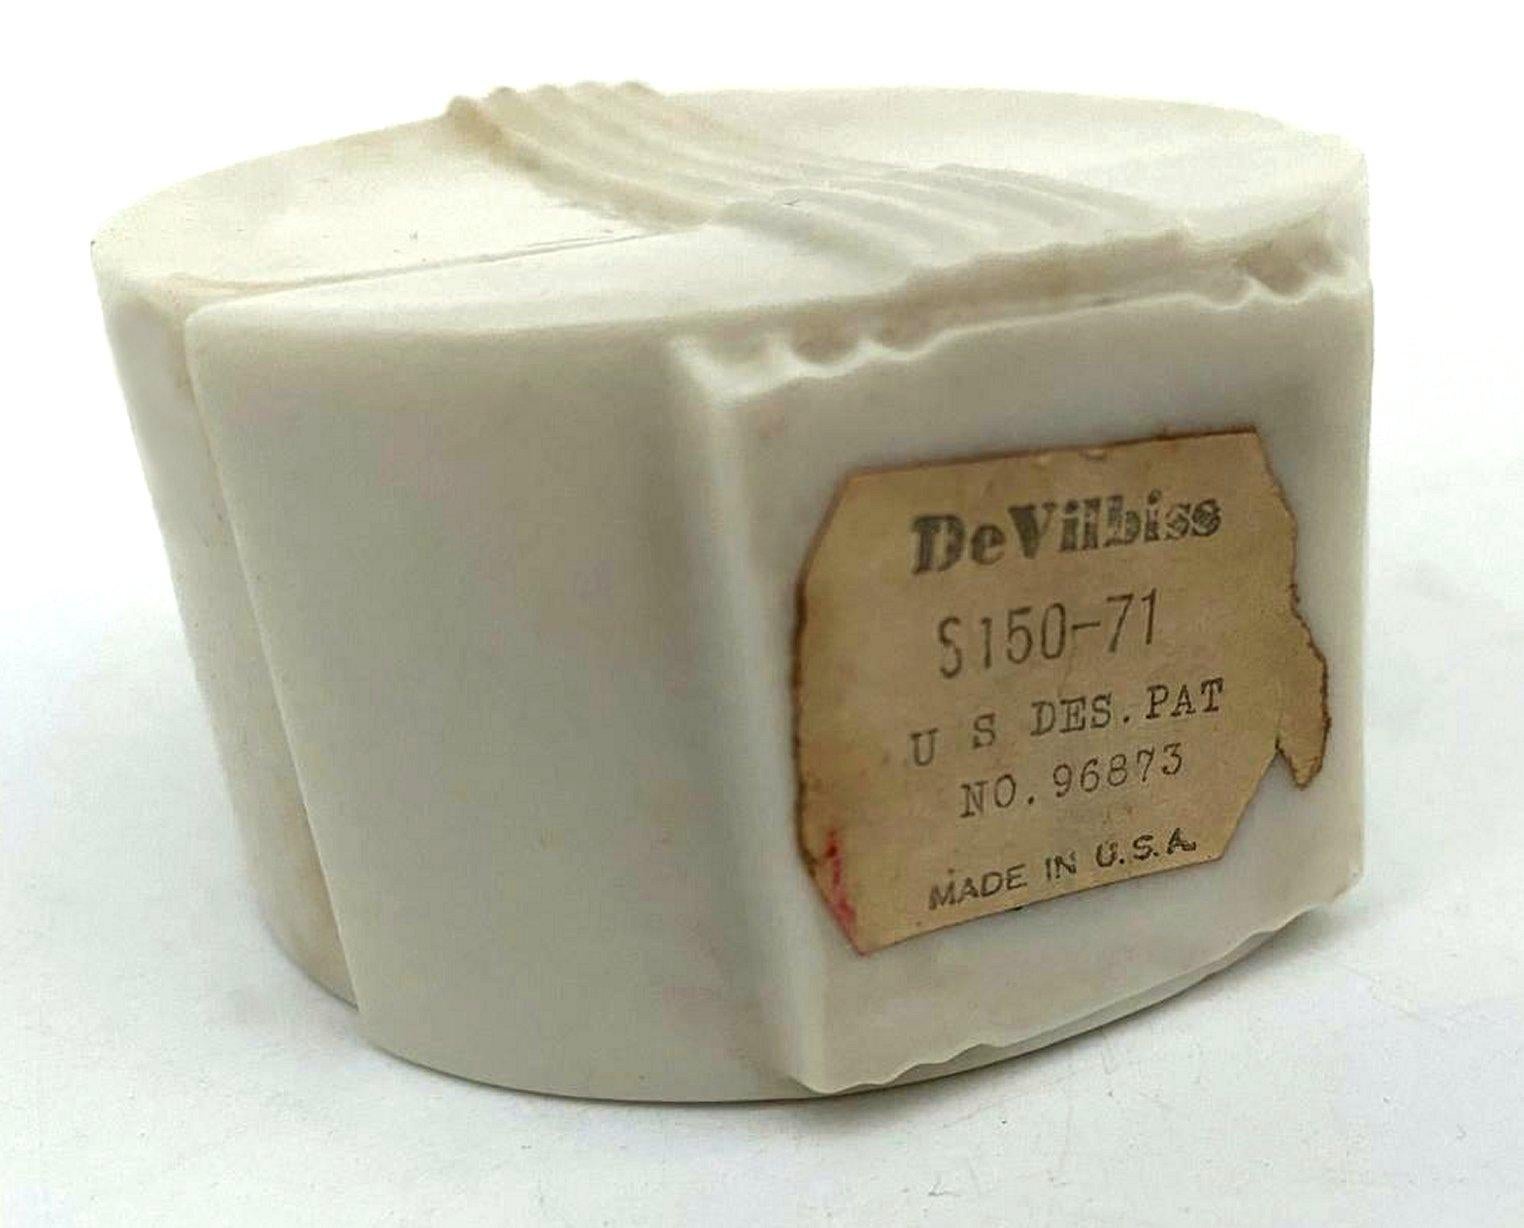 DeVilbiss
S150-71
U S DES. PAT
NO. 96873
MADE IN U.S.A.